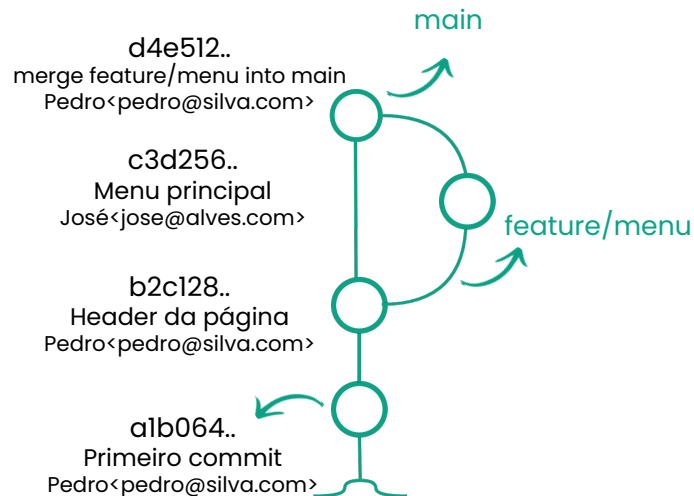 main
d4e512..
merge feature/menu into main
Pedro<pedro@silva.com>
c3d256..
Menu principal
José<jose@alves.com>
feature/menu
b2c128..
Header da página
Pedro<pedro@silva.com>
a1b064..
Primeiro commit
Pedro<pedro@silva.com>